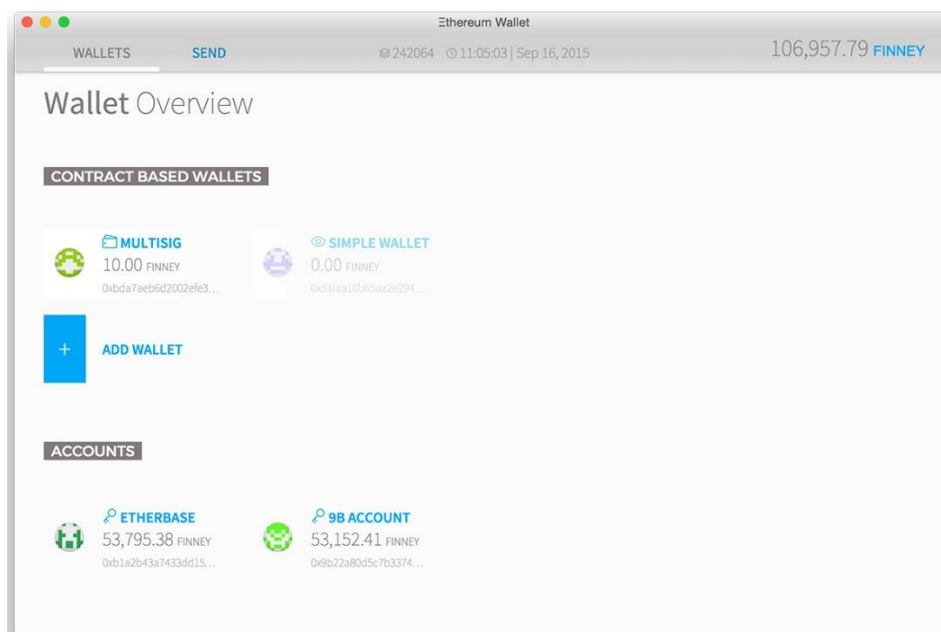 Ξthereum Wallet
WALLETS SEND 242064 11:05:03 | Sep 16, 2015 106,957.79 FINNEY
Wallet Overview
CONTRACT BASED WALLETS
MULTISIG
10.00 FINNEY
0xbda7aeb6d2002efe3...
SIMPLE WALLET
0.00 FINNEY
0x53faa10b65aa2e294...
+ ADD WALLET
ACCOUNTS
ETHERBASE
53,795.38 FINNEY
0xb1a2b43a7433dd15...
9B ACCOUNT
53,152.41 FINNEY
0x9b22a80d5c7b3374...